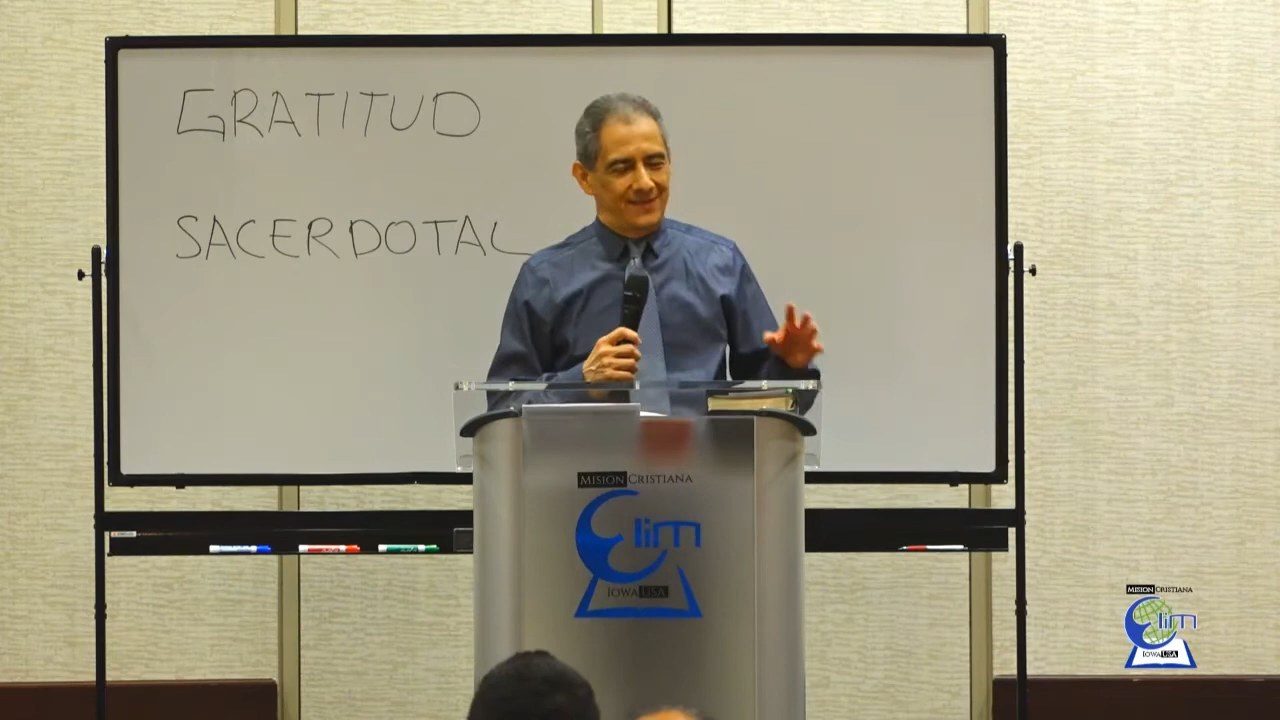 GRATITUD
SACERDOTAL
MISION CRISTIANA
Elim
IOWA USA
MISION CRISTIANA
Elim
IOWA USA